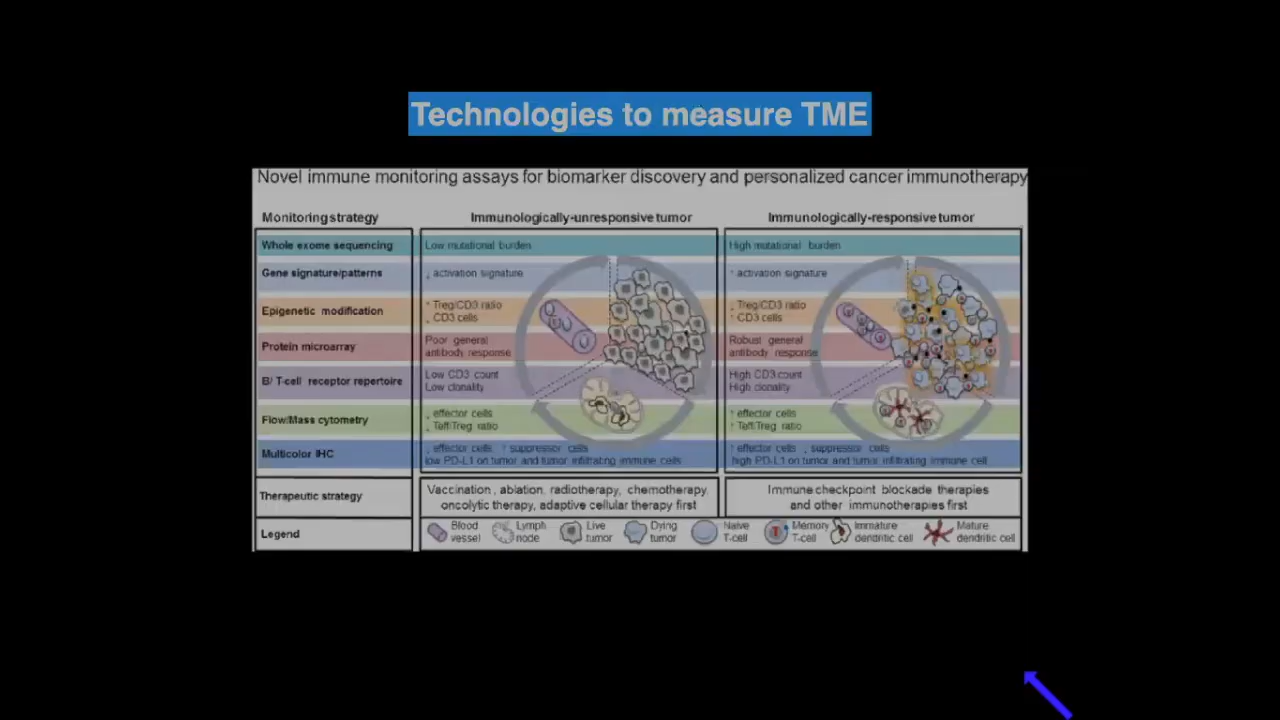 Technologies to measure TME
Novel immune monitoring assays for biomarker discovery and personalized cancer immunotherapy
Monitoring strategy
Immunologically-unresponsive tumor
Immunologically-responsive tumor
Whole exome sequencing
Low mutational burden
High mutational burden
Gene signature/patterns
↓ activation signature
↑ activation signature
Epigenetic modification
↑ Treg/CD3 ratio
↓ CD3 cells
↓ Treg/CD3 ratio
↑ CD3 cells
Protein microarray
Poor general
antibody response
Robust general
antibody response
B/ T-cell receptor repertoire
Low CD3 count
Low clonality
High CD3 count
High clonality
Flow/Mass cytometry
↓ effector cells
↓ Teff/Treg ratio
↑ effector cells
↑ Teff/Treg ratio
Multicolor IHC
↓ effector cells ↑ suppressor cells
low PD-L1 on tumor and tumor infiltrating immune cells
↑ effector cells ↓ suppressor cells
high PD-L1 on tumor and tumor infiltrating immune cell
Therapeutic strategy
Vaccination, ablation, radiotherapy, chemotherapy,
oncolytic therapy, adaptive cellular therapy first
Immune checkpoint blockade therapies
and other immunotherapies first
Legend
Blood
vessel
Lymph
node
Live
tumor
Dying
tumor
Naive
T-cell
T
Memory
T-cell
Immature
dendritic cell
Mature
dendritic cell